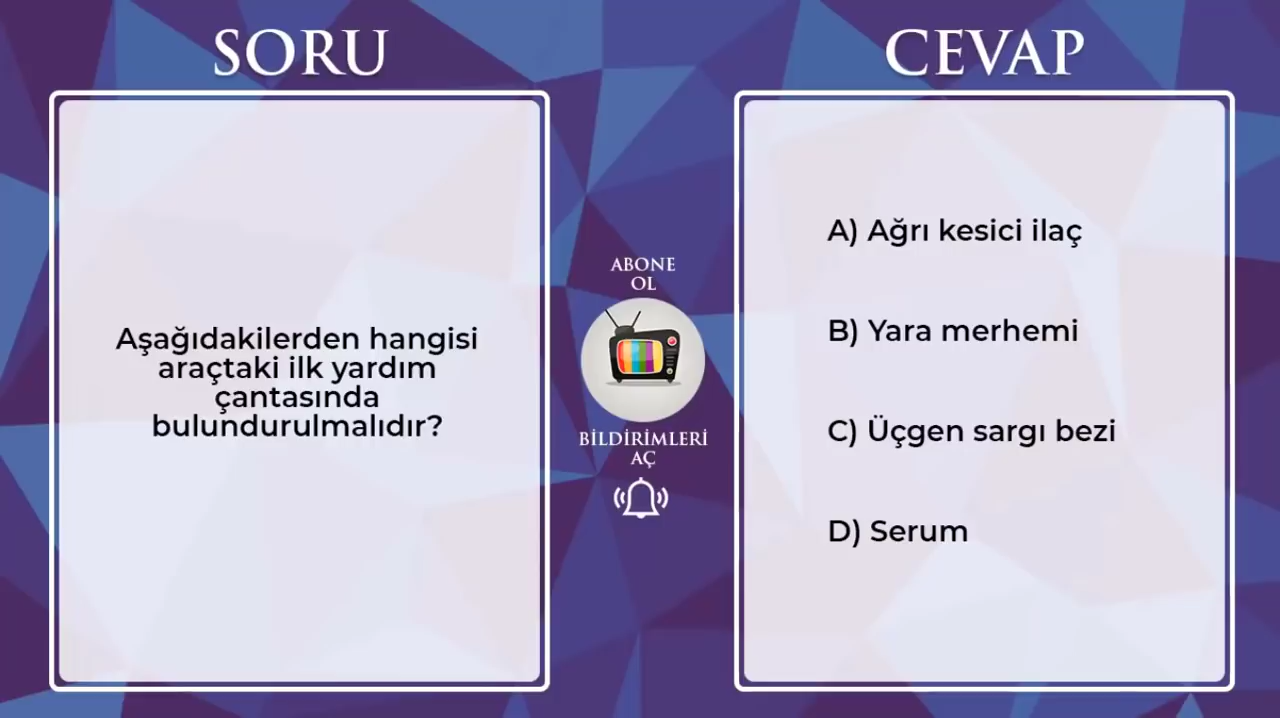 SORU
Aşağıdakilerden hangisi
araçtaki ilk yardım
çantasında
bulundurulmalıdır?
ABONE
OL
BİLDİRİMLERİ
AÇ
CEVAP
A) Ağrı kesici ilaç
B) Yara merhemi
C) Üçgen sargı bezi
D) Serum